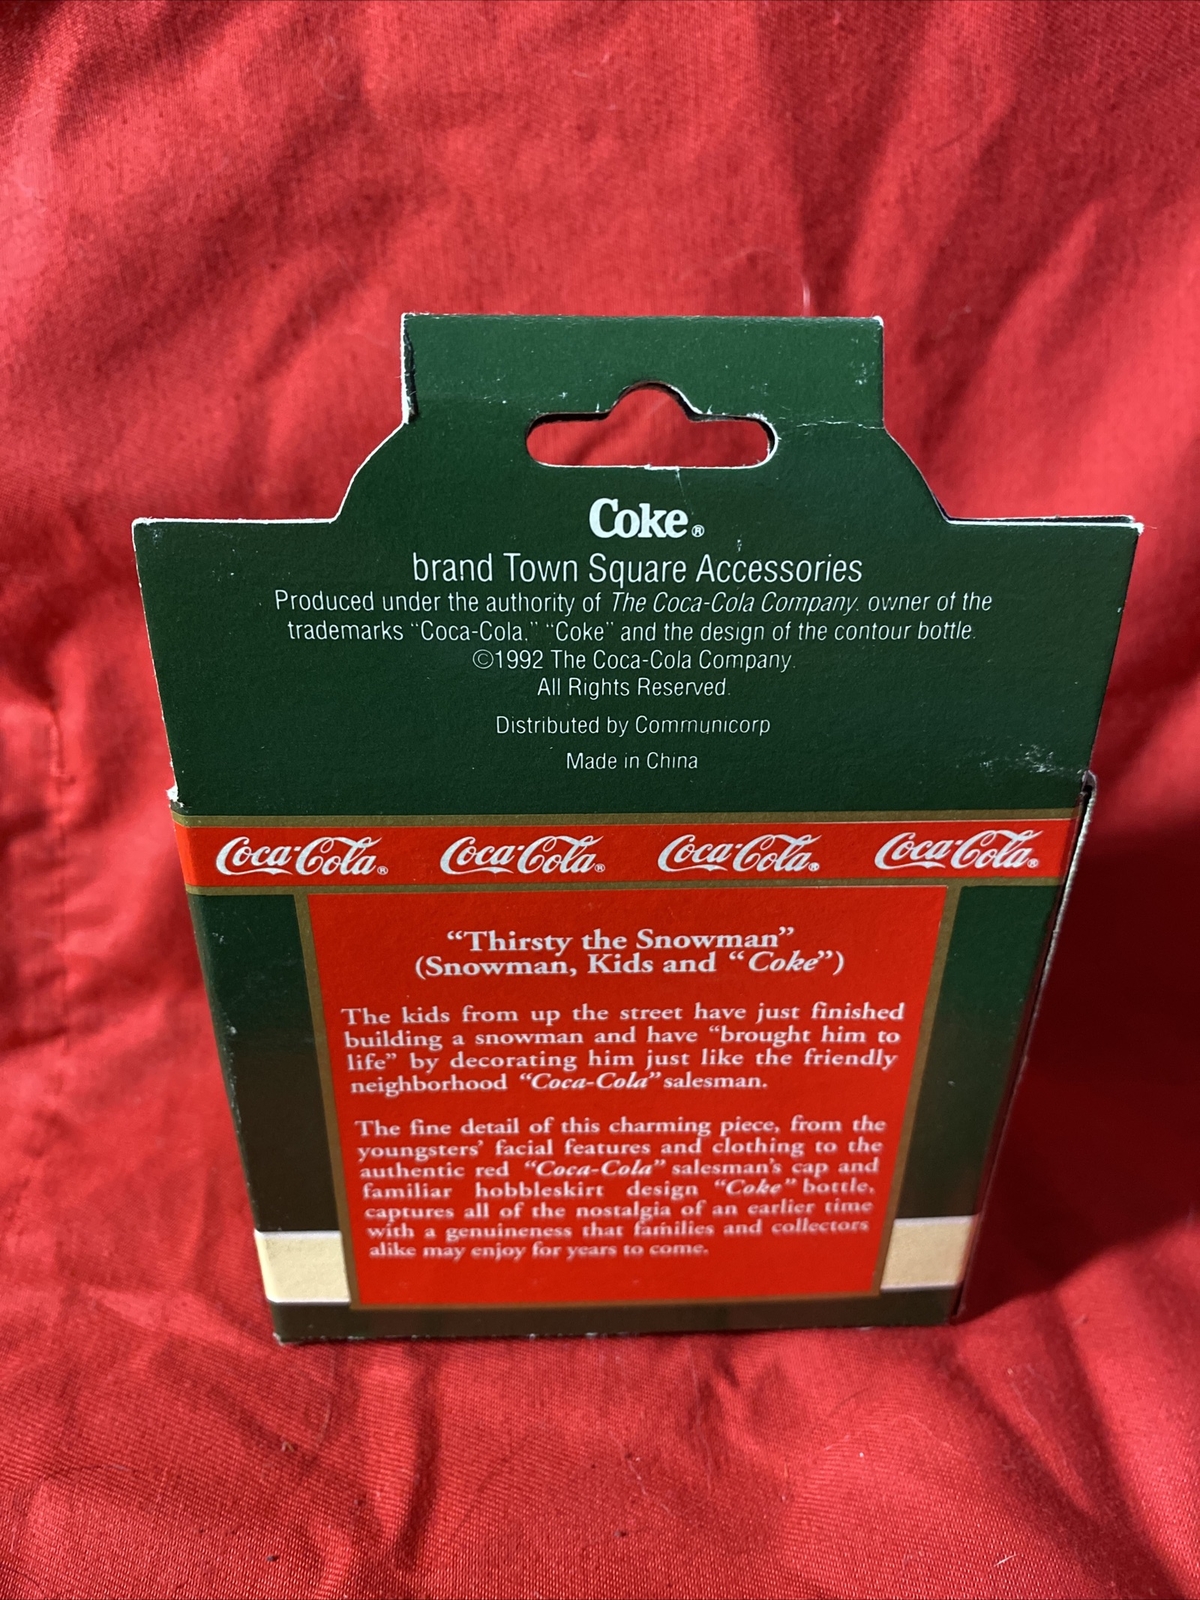 Coke®
brand Town Square Accessories
Produced under the authority of The Coca-Cola Company. owner of the
trademarks “Coca-Cola,” “Coke” and the design of the contour bottle.
©1992 The Coca-Cola Company.
All Rights Reserved.
Distributed by Communicorp
Made in China
Coca-Cola® Coca-Cola® Coca-Cola® Coca-Cola®
“Thirsty the Snowman”
(Snowman, Kids and “Coke”)
The kids from up the street have just finished
building a snowman and have “brought him to
life” by decorating him just like the friendly
neighborhood “Coca-Cola” salesman.
The fine detail of this charming piece, from the
youngsters’ facial features and clothing to the
authentic red “Coca-Cola” salesman’s cap and
familiar hobbleskirt design “Coke” bottle,
captures all of the nostalgia of an earlier time
with a genuineness that families and collectors
alike may enjoy for years to come.